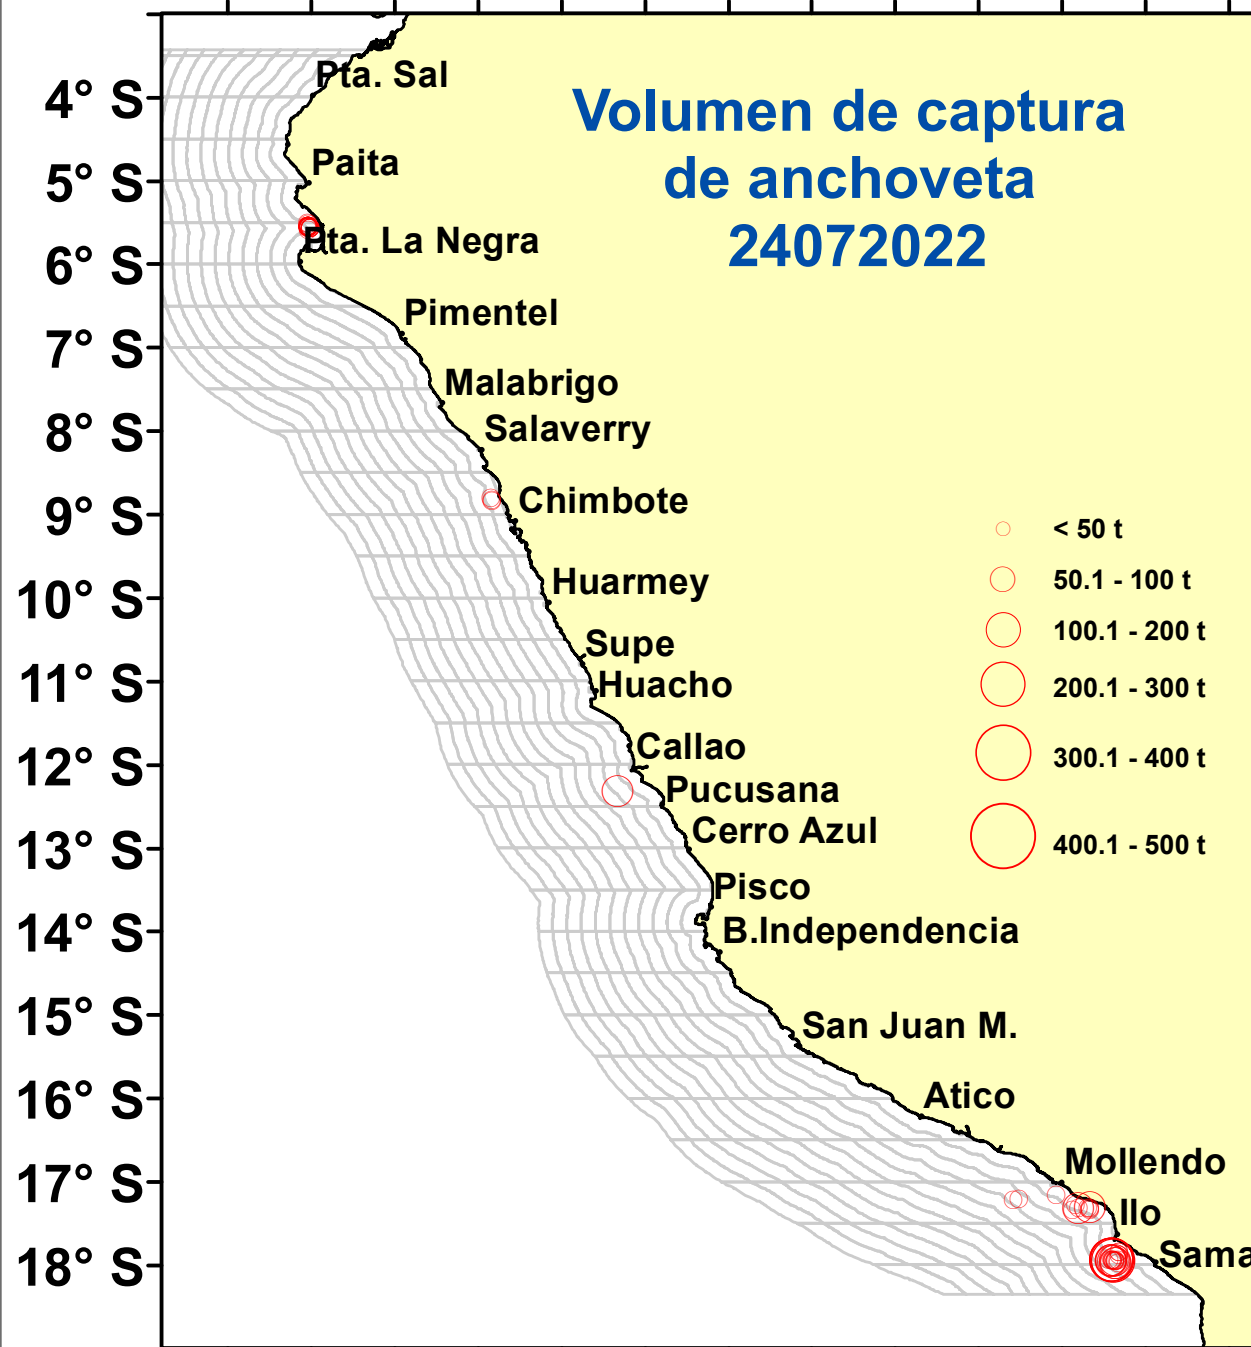 Volumen de captura
de anchoveta
24072022
4° S
5° S
6° S
7° S
8° S
9° S
10° S
11° S
12° S
13° S
14° S
15° S
16° S
17° S
18° S
Pta. Sal
Paita
Pta. La Negra
Pimentel
Malabrigo
Salaverry
Chimbote
Huarmey
Supe
Huacho
Callao
Pucusana
Cerro Azul
Pisco
B.Independencia
San Juan M.
Atico
Mollendo
Ilo
Sama
< 50 t
50.1 - 100 t
100.1 - 200 t
200.1 - 300 t
300.1 - 400 t
400.1 - 500 t